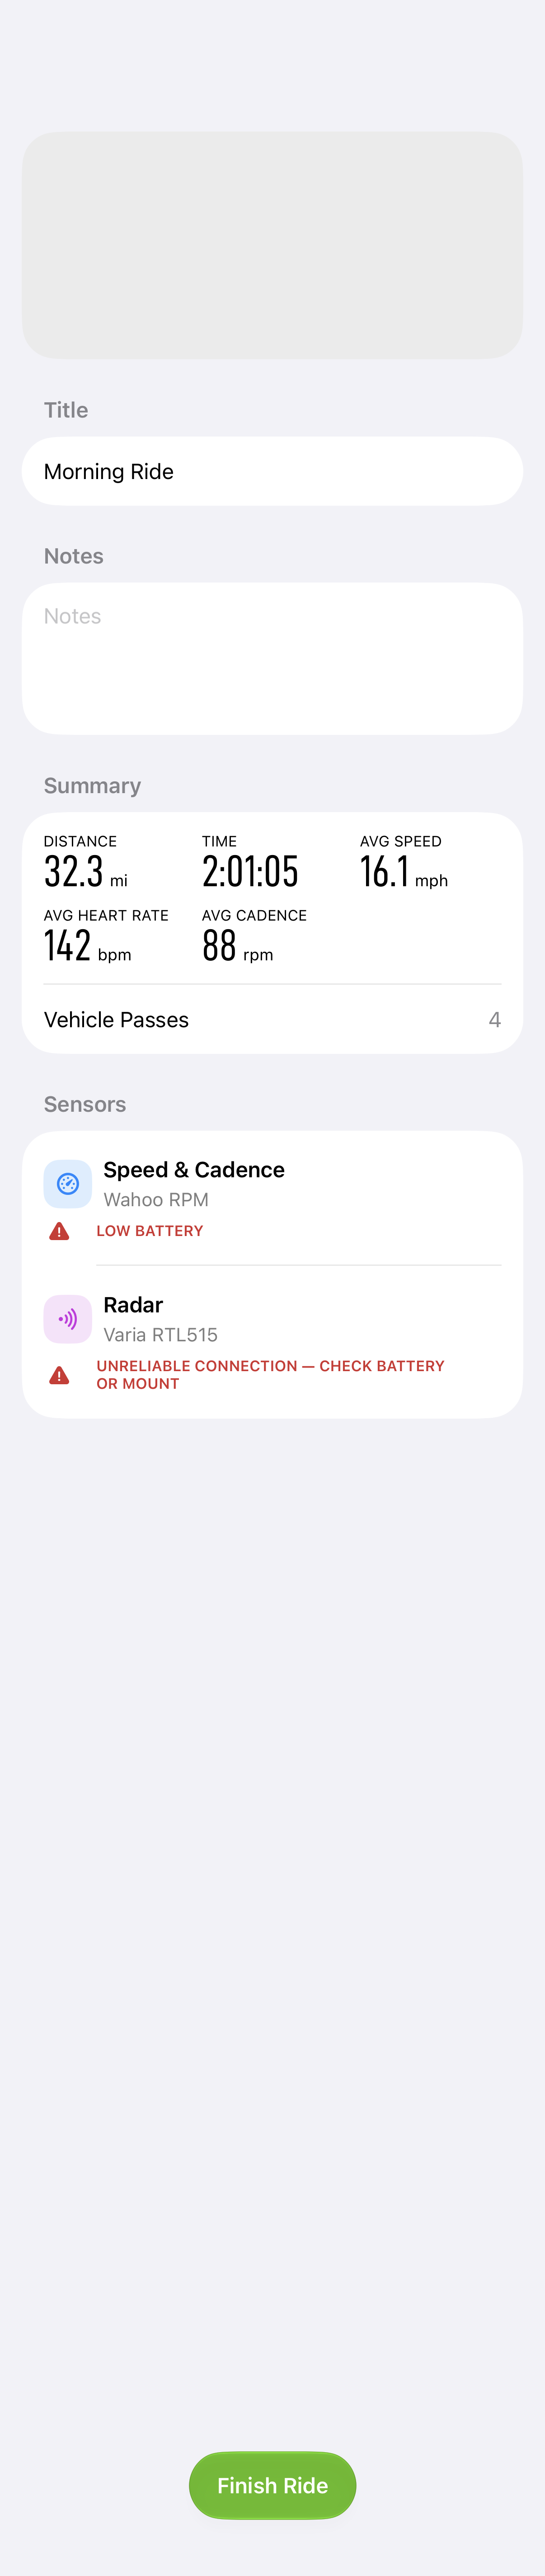 Title
Morning Ride
Notes
Notes
Summary
DISTANCE TIME AVG SPEED
32.3 mi 2:01:05 16.1 mph
AVG HEART RATE AVG CADENCE
142 bpm 88 rpm
Vehicle Passes 4
Sensors
Speed & Cadence
Wahoo RPM
LOW BATTERY
Radar
Varia RTL515
UNRELIABLE CONNECTION — CHECK BATTERY
OR MOUNT
Finish Ride